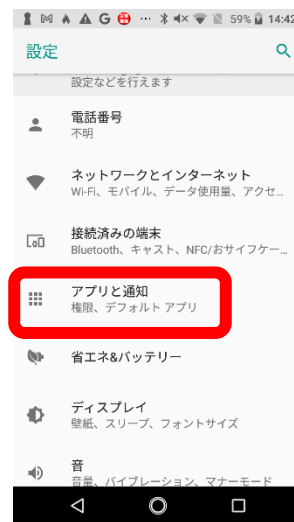 59% 14:42
設定
設定などを行えます
電話番号
不明
ネットワークとインターネット
Wi-Fi、モバイル、データ使用量、アクセ...
接続済みの端末
Bluetooth、キャスト、NFC/おサイフケー...
アプリと通知
権限、デフォルト アプリ
省エネ&バッテリー
ディスプレイ
壁紙、スリープ、フォントサイズ
音
音量、バイブレーション、マナーモード